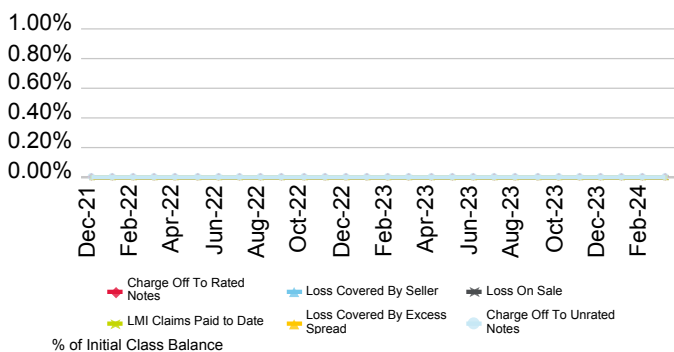 1.00%
0.80%
0.60%
0.40%
0.20%
0.00%
Dec-21
Feb-22
Apr-22
Jun-22
Aug-22
Oct-22
Dec-22
Feb-23
Apr-23
Jun-23
Aug-23
Oct-23
Dec-23
Feb-24
Charge Off To Rated
Notes
Loss Covered By Seller
Loss On Sale
LMI Claims Paid to Date
Loss Covered By Excess
Spread
Charge Off To Unrated
Notes
% of Initial Class Balance